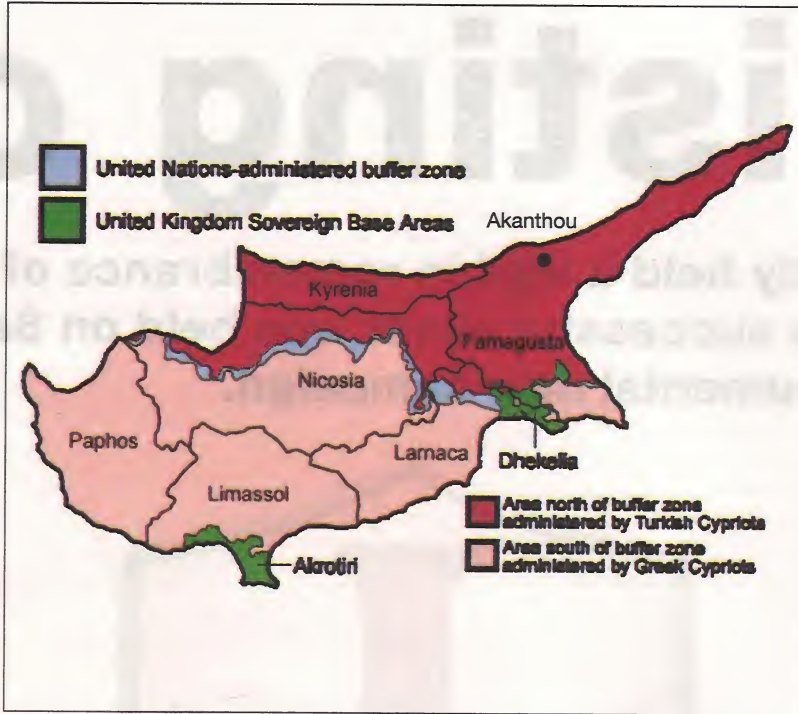 United Nations-administered buffer zone
United Kingdom Sovereign Base Areas
Akanthou
Kyrenia
Famagusta
Nicosia
Paphos
Larnaca
Limassol
Dhekelia
Akrotiri
Area north of buffer zone
administered by Turkish Cypriots
Area south of buffer zone
administered by Greek Cypriots